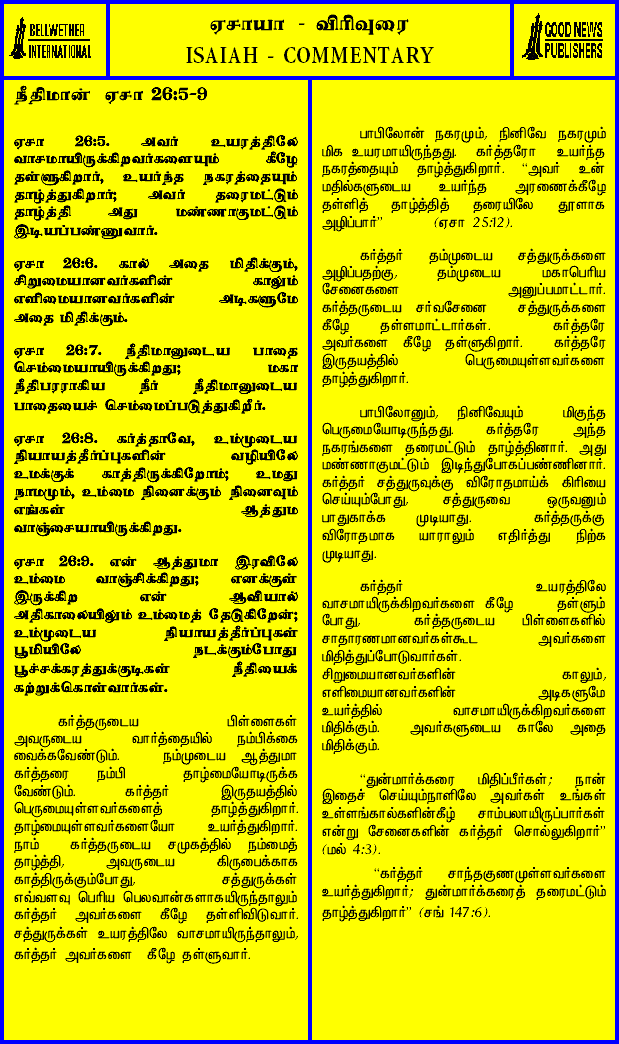 BELLWETHER
INTERNATIONAL
ஏசாயா - விரிவுரை
ISAIAH - COMMENTARY
GOOD NEWS
PUBLISHERS
நீதிமான் ஏசா 26:5-9
ஏசா 26:5. அவர் உயரத்திலே
வாசமாயிருக்கிறவர்களையும் கீழே
தள்ளுகிறார், உயர்ந்த நகரத்தையும்
தாழ்த்துகிறார்; அவர் தரைமட்டும்
தாழ்த்தி அது மண்ணாகுமட்டும்
இடியப்பண்ணுவார்.
ஏசா 26:6. கால் அதை மிதிக்கும்,
சிறுமையானவர்களின் காலும்
எளிமையானவர்களின் அடிகளுமே
அதை மிதிக்கும்.
ஏசா 26:7. நீதிமானுடைய பாதை
செம்மையாயிருக்கிறது; மகா
நீதிபரராகிய நீர் நீதிமானுடைய
பாதையைச் செம்மைப்படுத்துகிறீர்.
ஏசா 26:8. கர்த்தாவே, உம்முடைய
நியாயத்தீர்ப்புகளின் வழியிலே
உமக்குக் காத்திருக்கிறோம்; உமது
நாமமும், உம்மை நினைக்கும் நினைவும்
எங்கள் ஆத்தும
வாஞ்சையாயிருக்கிறது.
ஏசா 26:9. என் ஆத்துமா இரவிலே
உம்மை வாஞ்சிக்கிறது; எனக்குள்
இருக்கிற என் ஆவியால்
அதிகாலையிலும் உம்மைத் தேடுகிறேன்;
உம்முடைய நியாயத்தீர்ப்புகள்
பூமியிலே நடக்கும்போது
பூச்சக்கரத்துக்குடிகள் நீதியைக்
கற்றுக்கொள்வார்கள்.
கர்த்தருடைய பிள்ளைகள்
அவருடைய வார்த்தையில் நம்பிக்கை
வைக்கவேண்டும். நம்முடைய ஆத்துமா
கர்த்தரை நம்பி தாழ்மையோடிருக்க
வேண்டும். கர்த்தர் இருதயத்தில்
பெருமையுள்ளவர்களைத் தாழ்த்துகிறார்.
தாழ்மையுள்ளவர்களையோ உயர்த்துகிறார்.
நாம் கர்த்தருடைய சமுகத்தில் நம்மைத்
தாழ்த்தி, அவருடைய கிருபைக்காக
காத்திருக்கும்போது, சத்துருக்கள்
எவ்வளவு பெரிய பெலவான்களாகயிருந்தாலும்
கர்த்தர் அவர்களை கீழே தள்ளிவிடுவார்.
சத்துருக்கள் உயரத்திலே வாசமாயிருந்தாலும்,
கர்த்தர் அவர்களை கீழே தள்ளுவார்.
பாபிலோன் நகரமும், நினிவே நகரமும்
மிக உயரமாயிருந்தது. கர்த்தரோ உயர்ந்த
நகரத்தையும் தாழ்த்துகிறார். “அவர் உன்
மதில்களுடைய உயர்ந்த அரணைக்கீழே
தள்ளித் தாழ்த்தித் தரையிலே தூளாக
அழிப்பார்” (ஏசா 25:12).
கர்த்தர் தம்முடைய சத்துருக்களை
அழிப்பதற்கு, தம்முடைய மகாபெரிய
சேனைகளை அனுப்பமாட்டார்.
கர்த்தருடைய சர்வசேனை சத்துருக்களை
கீழே தள்ளமாட்டார்கள். கர்த்தரே
அவர்களை கீழே தள்ளுகிறார். கர்த்தரே
இருதயத்தில் பெருமையுள்ளவர்களை
தாழ்த்துகிறார்.
பாபிலோனும், நினிவேயும் மிகுந்த
பெருமையோடிருந்தது. கர்த்தரே அந்த
நகரங்களை தரைமட்டும் தாழ்த்தினார். அது
மண்ணாகுமட்டும் இடிந்துபோகப்பண்ணினார்.
கர்த்தர் சத்துருவுக்கு விரோதமாய்க் கிரியை
செய்யும்போது, சத்துருவை ஒருவனும்
பாதுகாக்க முடியாது. கர்த்தருக்கு
விரோதமாக யாராலும் எதிர்த்து நிற்க
முடியாது.
கர்த்தர் உயரத்திலே
வாசமாயிருக்கிறவர்களை கீழே தள்ளும்
போது, கர்த்தருடைய பிள்ளைகளில்
சாதாரணமானவர்கள்கூட அவர்களை
மிதித்துப்போடுவார்கள்.
சிறுமையானவர்களின் காலும்,
எளிமையானவர்களின் அடிகளுமே
உயர்த்தில் வாசமாயிருக்கிறவர்களை
மிதிக்கும். அவர்களுடைய காலே அதை
மிதிக்கும்.
“துன்மார்க்கரை மிதிப்பீர்கள்; நான்
இதைச் செய்யும்நாளிலே அவர்கள் உங்கள்
உள்ளங்கால்களின்கீழ் சாம்பலாயிருப்பார்கள்
என்று சேனைகளின் கர்த்தர் சொல்லுகிறார்”
(மல் 4:3).
“கர்த்தர் சாந்தகுணமுள்ளவர்களை
உயர்த்துகிறார்; துன்மார்க்கரைத் தரைமட்டும்
தாழ்த்துகிறார்” (சங் 147:6).